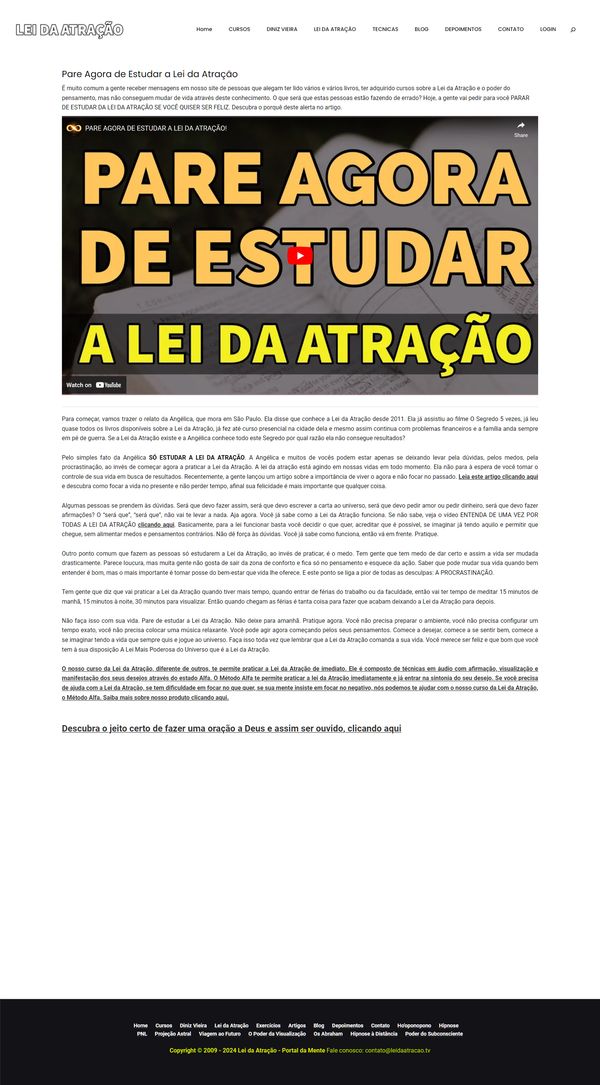 LEI DA ATRAÇÃO
Home CURSOS DINIZ VIEIRA LEI DA ATRAÇÃO TECNICAS BLOG DEPOIMENTOS CONTATO LOGIN
Pare Agora de Estudar a Lei da Atração
É muito comum a gente receber mensagens em nosso site de pessoas que alegam ter lido vários e vários livros, ter adquirido cursos sobre a Lei da Atração e o poder do
pensamento, mas não conseguem mudar de vida através deste conhecimento. O que será que estas pessoas estão fazendo de errado? Hoje, a gente vai pedir para você PARAR
DE ESTUDAR DA LEI DA ATRAÇÃO SE VOCÊ QUISER SER FELIZ. Descubra o porquê deste alerta no artigo.
PARE AGORA DE ESTUDAR A LEI DA ATRAÇÃO!
Share
PARE AGORA
DE ESTUDAR
A LEI DA ATRAÇÃO
Watch on YouTube
Para começar, vamos trazer o relato da Angélica, que mora em São Paulo. Ela disse que conhece a Lei da Atração desde 2011. Ela já assistiu ao filme O Segredo 5 vezes, já leu
quase todos os livros disponíveis sobre a Lei da Atração, já fez até curso presencial na cidade dela e mesmo assim continua com problemas financeiros e a família anda sempre
em pé de guerra. Se a Lei da Atração existe e a Angélica conhece todo este Segredo por qual razão ela não consegue resultados?
Pelo simples fato da Angélica SÓ ESTUDAR A LEI DA ATRAÇÃO. A Angélica e muitos de vocês podem estar apenas se deixando levar pela dúvidas, pelos medos, pela
procrastinação, ao invés de começar agora a praticar a Lei da Atração. A lei da atração está agindo em nossas vidas em todo momento. Ela não para à espera de você tomar o
controle de sua vida em busca de resultados. Recentemente, a gente lançou um artigo sobre a importância de viver o agora e não focar no passado. Leia este artigo clicando aqui
e descubra como focar a vida no presente e não perder tempo, afinal sua felicidade é mais importante que qualquer coisa.
Algumas pessoas se prendem às dúvidas. Será que devo fazer assim, será que devo escrever a carta ao universo, será que devo pedir amor ou pedir dinheiro, será que devo fazer
afirmações? O "será que", "será que", não vai te levar a nada. Aja agora. Você já sabe como a Lei da Atração funciona. Se não sabe, veja o vídeo ENTENDA DE UMA VEZ POR
TODAS A LEI DA ATRAÇÃO clicando aqui. Basicamente, para a lei funcionar basta você decidir o que quer, acreditar que é possível, se imaginar já tendo aquilo e permitir que
chegue, sem alimentar medos e pensamentos contrários. Não dê força às dúvidas. Você já sabe como funciona, então vá em frente. Pratique.
Outro ponto comum que fazem as pessoas só estudarem a Lei da Atração, ao invés de praticar, é o medo. Tem gente que tem medo de dar certo e assim a vida ser mudada
drasticamente. Parece loucura, mas muita gente não gosta de sair da zona de conforto e fica só no pensamento e esquece da ação. Saber que pode mudar sua vida quando bem
entender é bom, mas o mais importante é tomar posse do bem-estar que vida lhe oferece. E este ponto se liga a pior de todas as desculpas: A PROCRASTINAÇÃO.
Tem gente que diz que vai praticar a Lei da Atração quando tiver mais tempo, quando entrar de férias do trabalho ou da faculdade, então vai ter tempo de meditar 15 minutos de
manhã, 15 minutos à noite, 30 minutos para visualizar. Então quando chegam as férias é tanta coisa para fazer que acabam deixando a Lei da Atração para depois.
Não faça isso com sua vida. Pare de estudar a Lei da Atração. Não deixe para amanhã. Pratique agora. Você não precisa preparar o ambiente, você não precisa configurar um
tempo exato, você não precisa colocar uma música relaxante. Você pode agir agora começando pelos seus pensamentos. Comece a desejar, comece a se sentir bem, comece a
se imaginar tendo a vida que sempre quis e jogue ao universo. Faça isso toda vez que lembrar que a Lei da Atração comanda a sua vida. Você merece ser feliz e que bom que você
tem à sua disposição A Lei Mais Poderosa do Universo que é a Lei da Atração.
O nosso curso da Lei da Atração, diferente de outros, te permite praticar a Lei da Atração de imediato. Ele é composto de técnicas em áudio com afirmação, visualização e
manifestação dos seus desejos através do estado Alfa. O Método Alfa te permite praticar a lei da Atração imediatamente e já entrar na sintonia do seu desejo. Se você precisa
de ajuda com a Lei da Atração, se tem dificuldade em focar no que quer, se sua mente insiste em focar no negativo, nós podemos te ajudar com o nosso curso da Lei da Atração,
o Método Alfa. Saiba mais sobre nosso produto clicando aqui.
Descubra o jeito certo de fazer uma oração a Deus e assim ser ouvido, clicando aqui
Home Cursos Diniz Vieira Lei da Atração Exercícios Artigos Blog Depoimentos Contato Ho'oponopono Hipnose
PNL Projeção Astral Viagem ao Futuro O Poder da Visualização Os Abraham Hipnose à Distância Poder do Subconsciente
Copyright © 2009 - 2024 Lei da Atração - Portal da Mente Fale conosco: contato@leidaatracao.tv